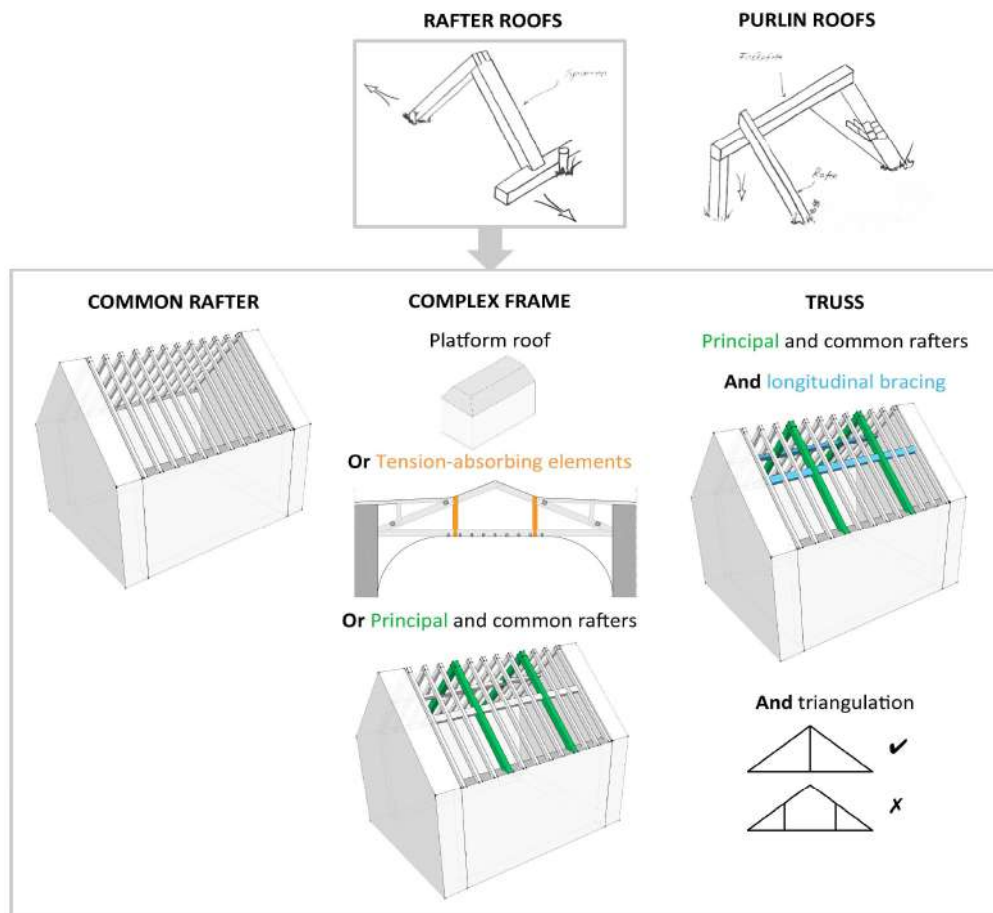 RAFTER ROOFS
PURLIN ROOFS
COMMON RAFTER
COMPLEX FRAME
Platform roof
Or Tension-absorbing elements
Or Principal and common rafters
TRUSS
Principal and common rafters
And longitudinal bracing
And triangulation